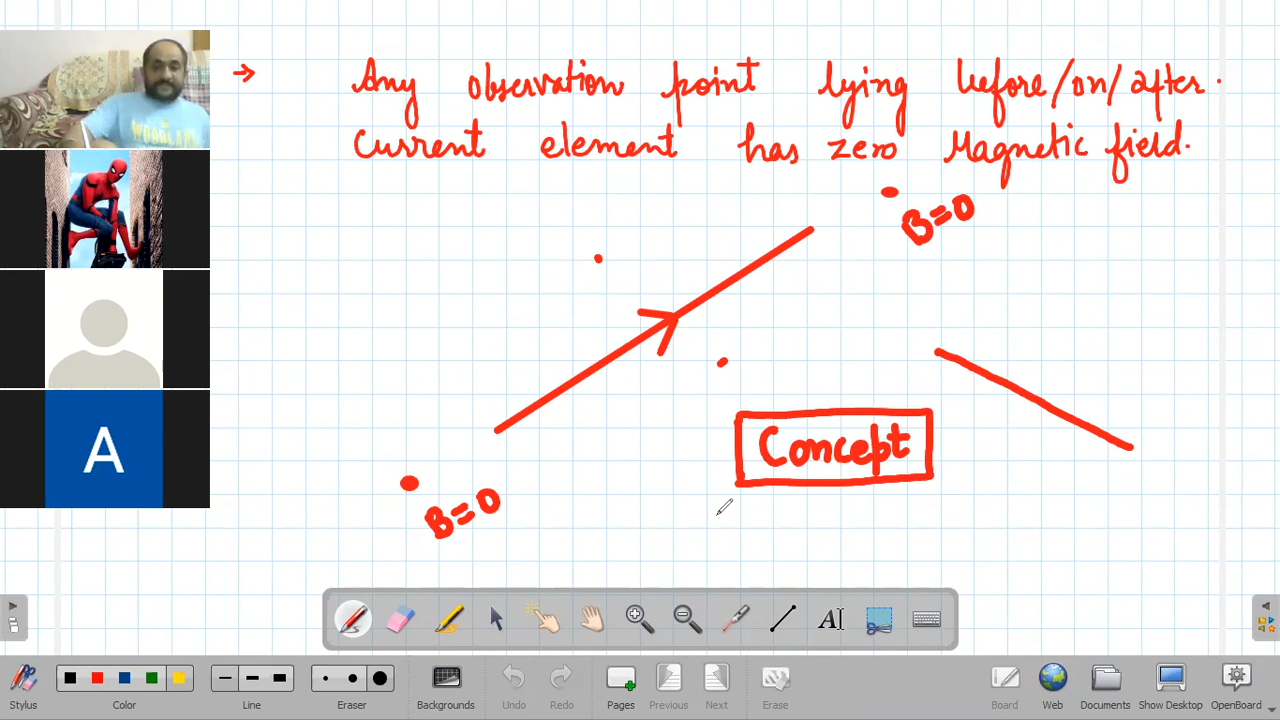 → Any observation point lying before/on/after.
Current element has zero Magnetic field.
B=0
B=0
Concept
A
Stylus
Color
Line
Eraser
Backgrounds
Undo
Redo
Pages
Previous
Next
Erase
Board
Web
Documents
Show Desktop
OpenBoard